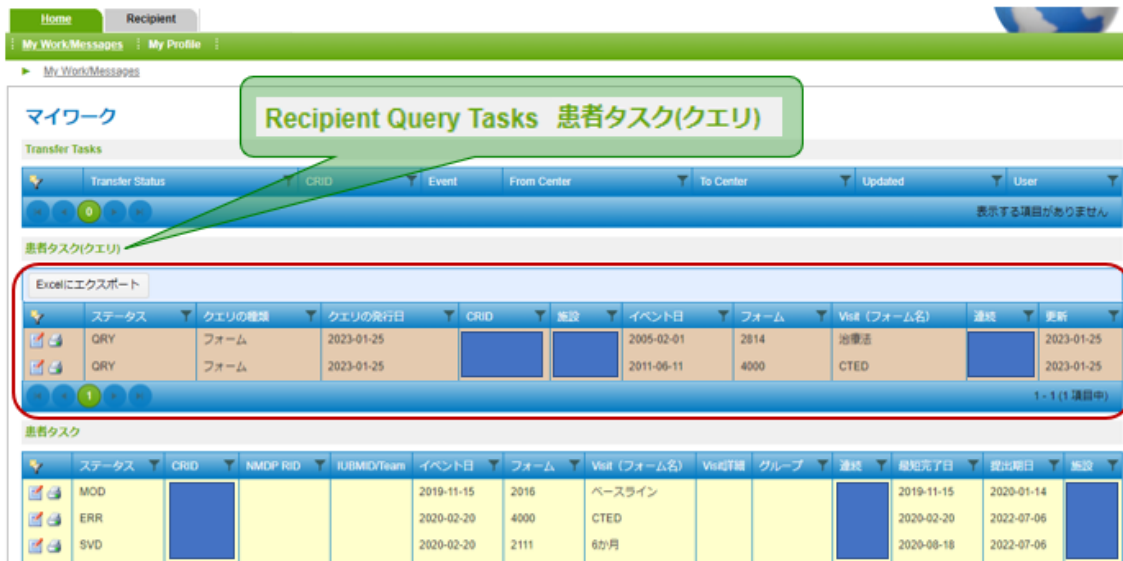 Home Recipient
My Work/Messages My Profile
My Work/Messages
Recipient Query Tasks 患者タスク(クエリ)
マイワーク
Transfer Tasks
Transfer Status CRID Event From Center To Center Updated User
0 表示する項目がありません
患者タスク(クエリ)
Excelにエクスポート
ステータス クエリの種類 クエリの発行日 CRID 施設 イベント日 フォーム Visit (フォーム名) 連続 更新
QRY フォーム 2023-01-25 2005-02-01 2814 治療法 2023-01-25
QRY フォーム 2023-01-25 2011-06-11 4000 CTED 2023-01-25
1 1 - 1 (1 項目中)
患者タスク
ステータス CRID NMDP RID IUBMID/Team イベント日 フォーム Visit (フォーム名) Visit詳細 グループ 連続 最短完了日 提出期日 施設
MOD 2019-11-15 2016 ベースライン 2019-11-15 2020-01-14
ERR 2020-02-20 4000 CTED 2020-02-20 2022-07-06
SVD 2020-02-20 2111 6か月 2020-08-18 2022-07-06